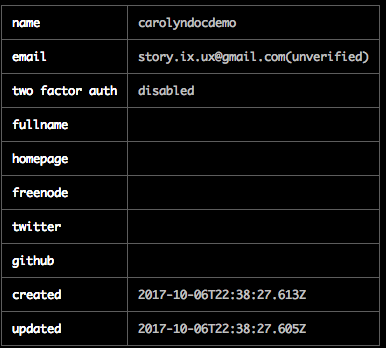 name carolyndocdemo
email story.ix.ux@gmail.com(unverified)
two factor auth disabled
fullname
homepage
freenode
twitter
github
created 2017-10-06T22:38:27.613Z
updated 2017-10-06T22:38:27.605Z